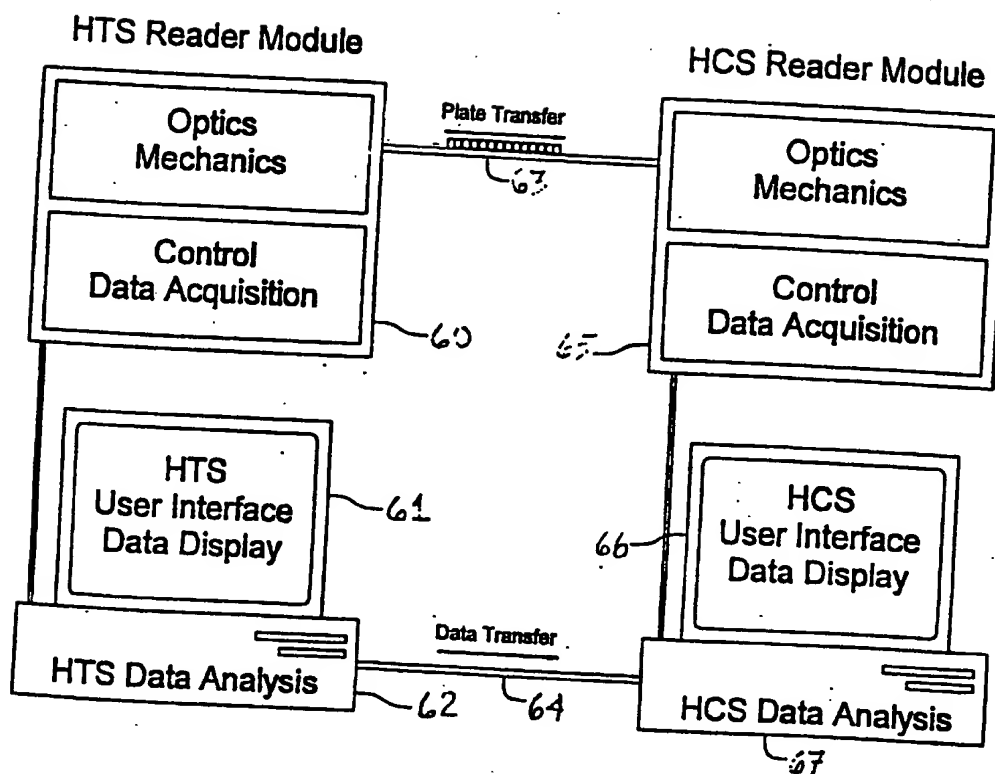 HTS Reader Module
Optics
Mechanics
Control
Data Acquisition
60
HTS
User Interface
Data Display
61
HTS Data Analysis
62
Plate Transfer
63
Data Transfer
64
HCS Reader Module
Optics
Mechanics
Control
Data Acquisition
65
HCS
User Interface
Data Display
66
HCS Data Analysis
67